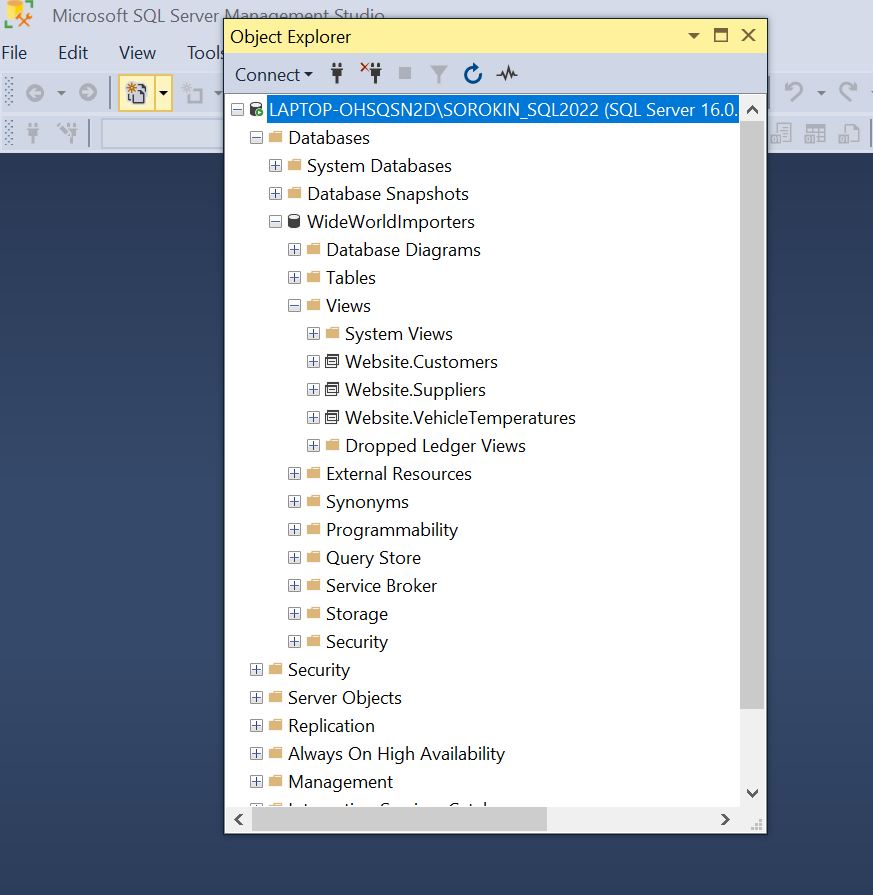 Microsoft SQL Server Management Studio
File Edit View Tools
Object Explorer
Connect
LAPTOP-OHSQSN2D\SOROKIN_SQL2022 (SQL Server 16.0.
Databases
System Databases
Database Snapshots
WideWorldImporters
Database Diagrams
Tables
Views
System Views
Website.Customers
Website.Suppliers
Website.VehicleTemperatures
Dropped Ledger Views
External Resources
Synonyms
Programmability
Query Store
Service Broker
Storage
Security
Security
Server Objects
Replication
Always On High Availability
Management